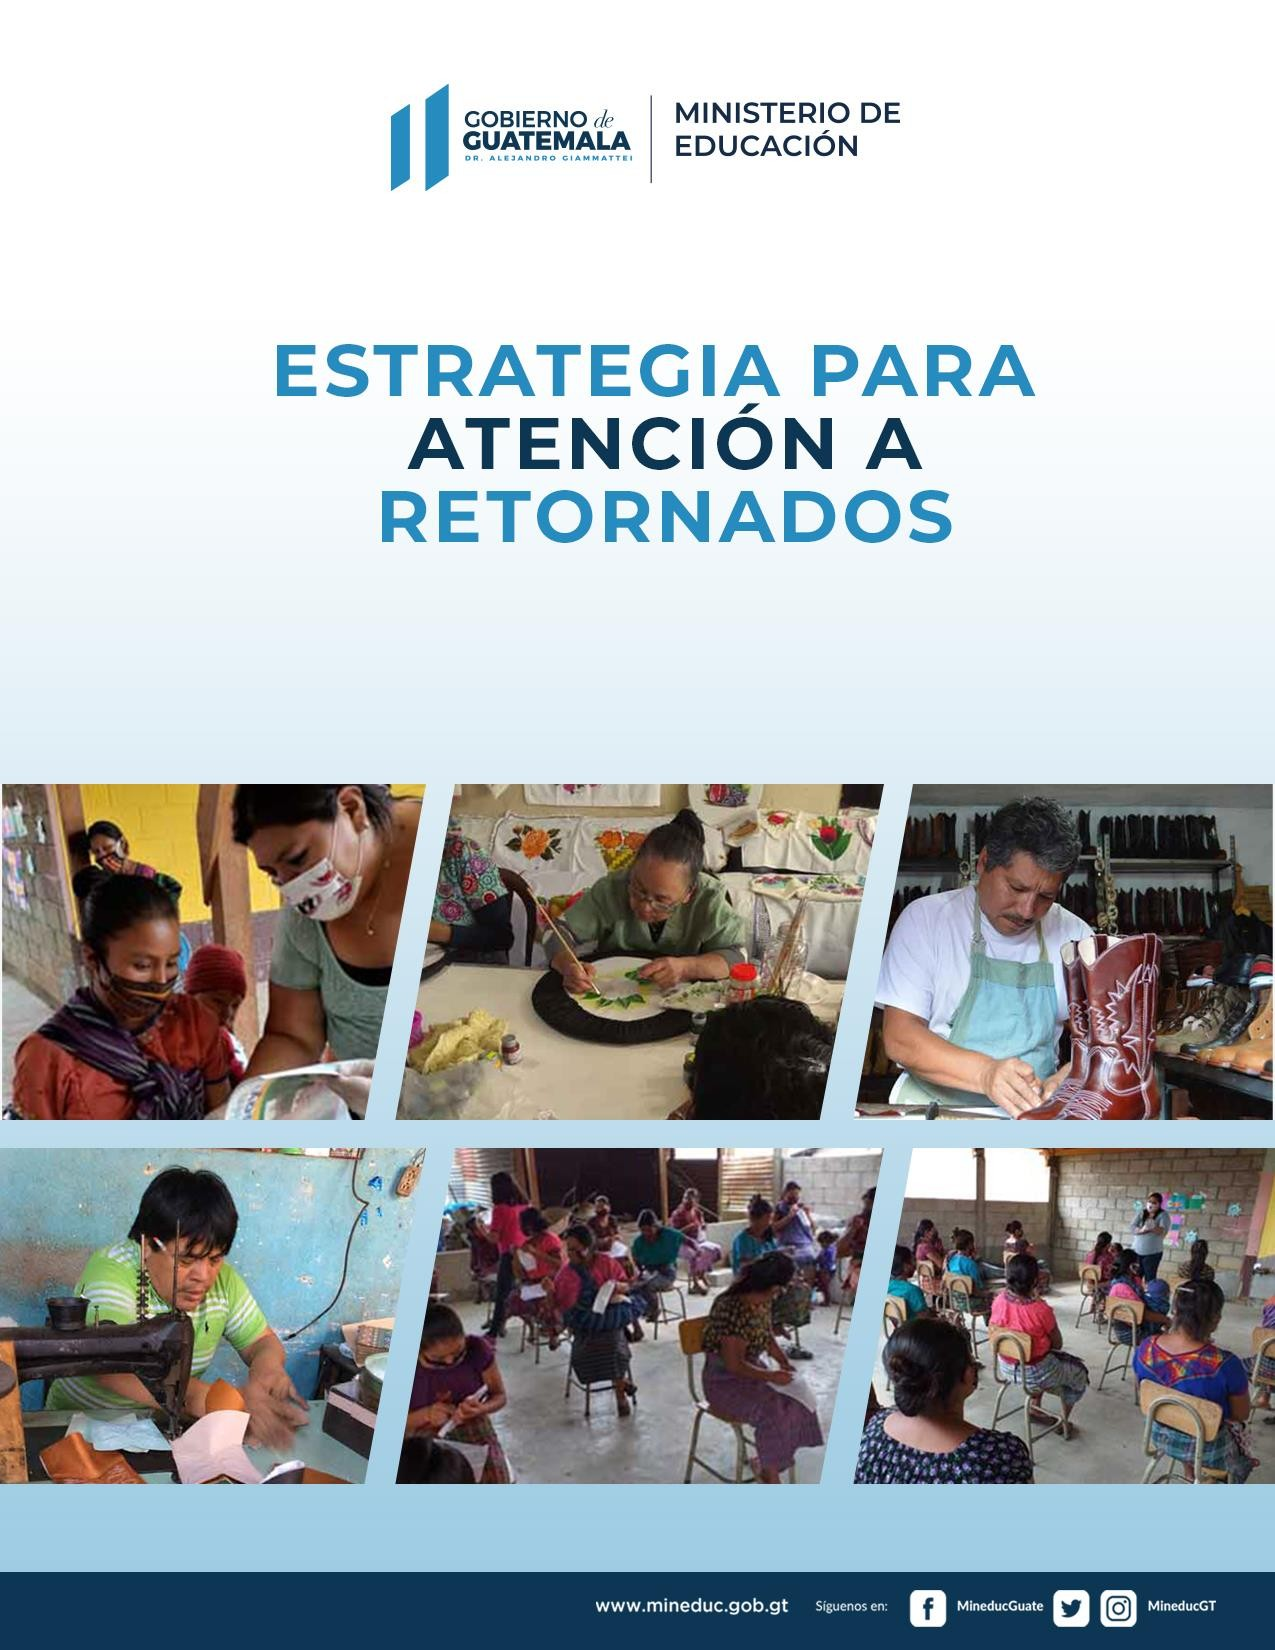 GOBIERNO de
GUATEMALA
DR. ALEJANDRO GIAMMATTEI
MINISTERIO DE
EDUCACIÓN
ESTRATEGIA PARA
ATENCIÓN A
RETORNADOS
www.mineduc.gob.gt Síguenos en: MineducGuate MineducGT